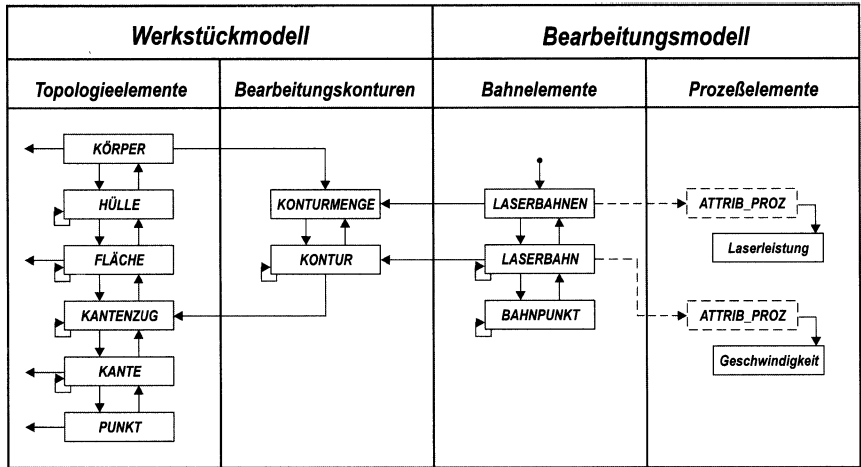 Werkstückmodell
Bearbeitungsmodell
Topologieelemente
Bearbeitungskonturen
Bahnelemente
Prozeßelemente
KÖRPER
HÜLLE
FLÄCHE
KANTENZUG
KANTE
PUNKT
KONTURMENGE
KONTUR
LASERBAHNEN
LASERBAHN
BAHNPUNKT
ATTRIB_PROZ
Laserleistung
ATTRIB_PROZ
Geschwindigkeit